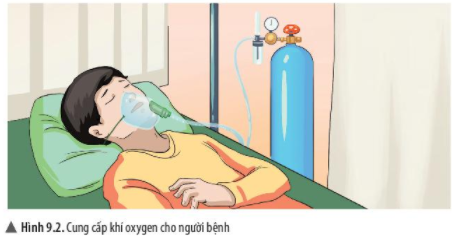 ▲ Hình 9.2. Cung cấp khí oxygen cho người bệnh